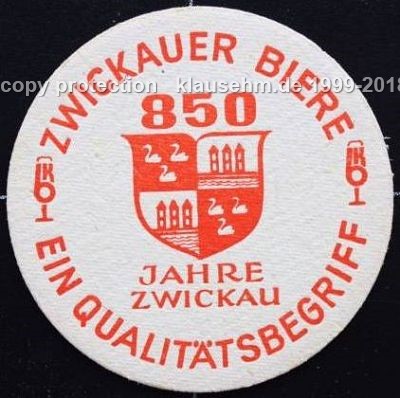 ZWICKAUER BIERE
copy protection klausehm.de 1999-2018
850
JAHRE
ZWICKAU
EIN QUALITÄTSBEGRIFF